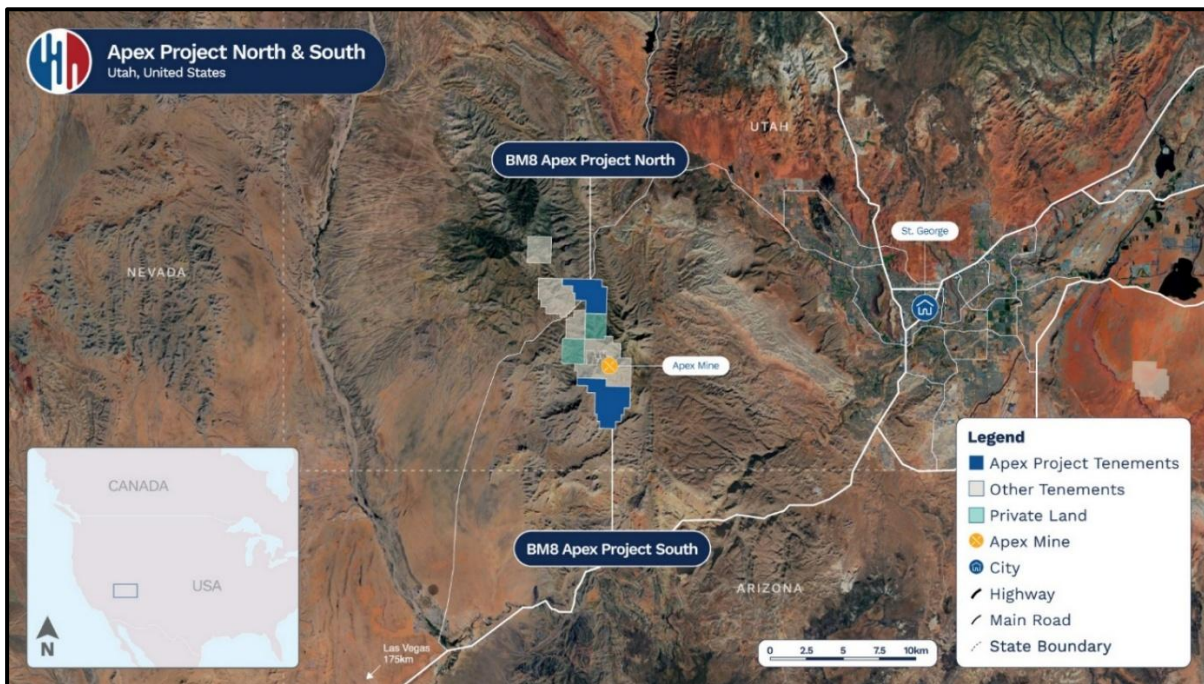 Apex Project North & South
Utah, United States
UTAH
BM8 Apex Project North
St. George
NEVADA
Apex Mine
Legend
Apex Project Tenements
Other Tenements
Private Land
Apex Mine
City
Highway
Main Road
State Boundary
CANADA
USA
N
BM8 Apex Project South
ARIZONA
Las Vegas
175km
0 2.5 5 7.5 10km